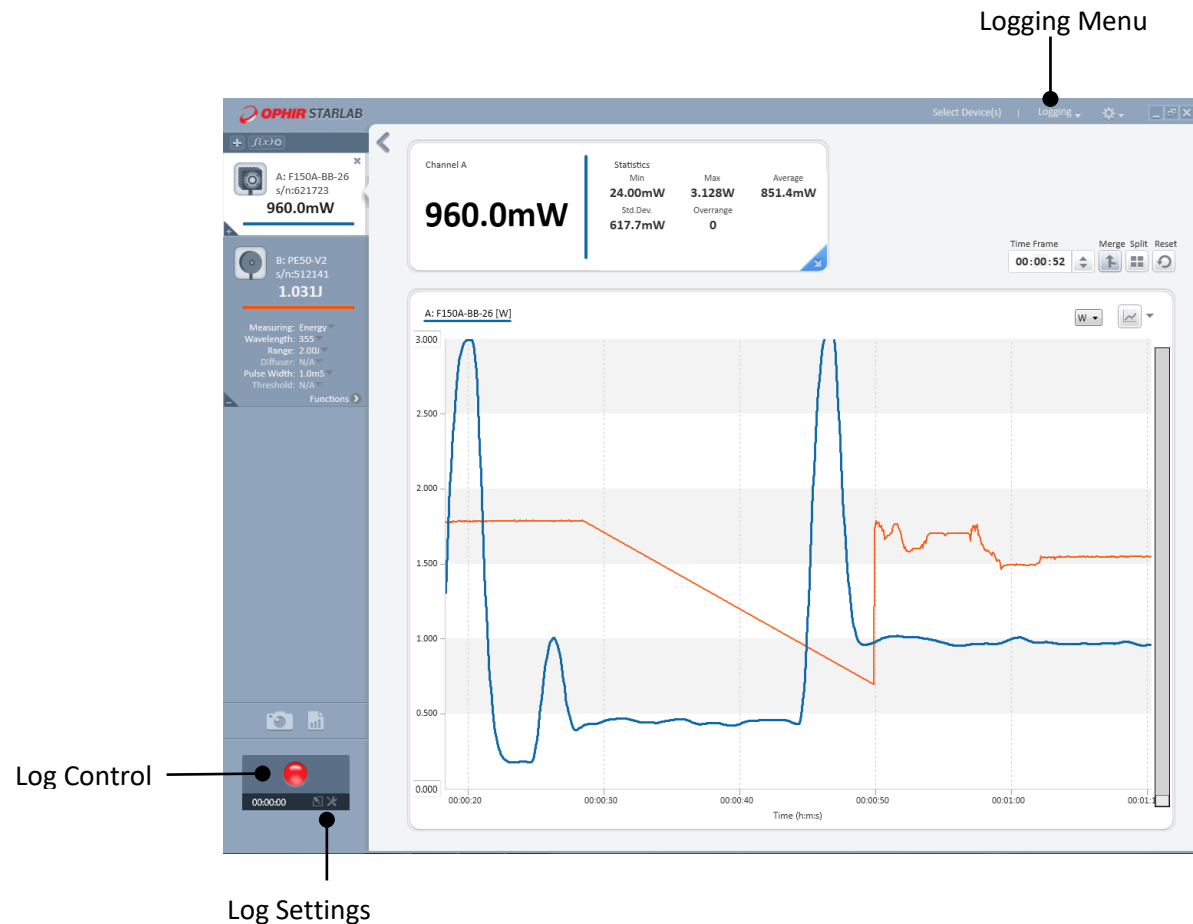 Logging Menu
OPHIR STARLAB
Select Device(s) | Logging
f(x)
A: F150A-BB-26
s/n:621723
960.0mW
B: PE50-V2
s/n:512141
1.031J
Measuring: Energy
Wavelength: 355
Range: 2.00J
Diffuser: N/A
Pulse Width: 1.0mS
Threshold: N/A
Functions
Channel A
960.0mW
Statistics
Min Max Average
24.00mW 3.128W 851.4mW
Std.Dev. Overrange
617.7mW 0
Time Frame Merge Split Reset
00:00:52
A: F150A-BB-26 [W]
W
3.000
2.500
2.000
1.500
1.000
0.500
0.000
00:00:20 00:00:30 00:00:40 00:00:50 00:01:00 00:01:1
Time (h:m:s)
Log Control
00:00:00
Log Settings